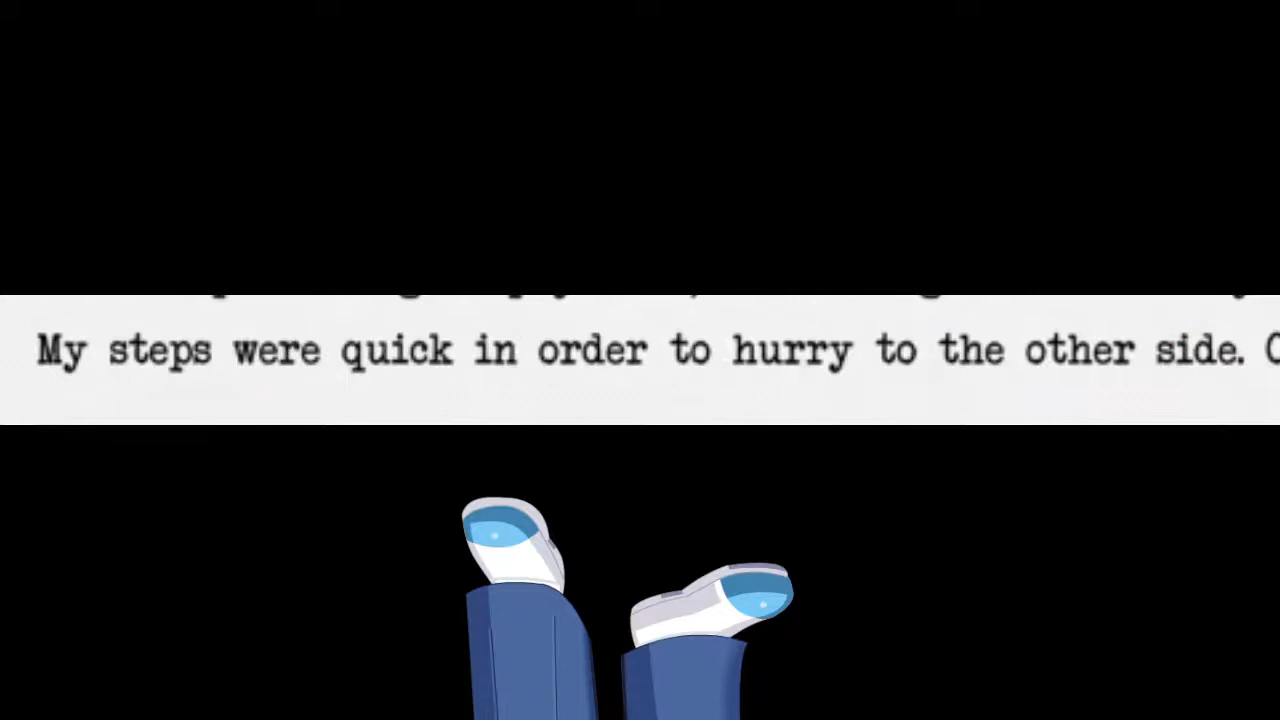 My steps were quick in order to hurry to the other side.